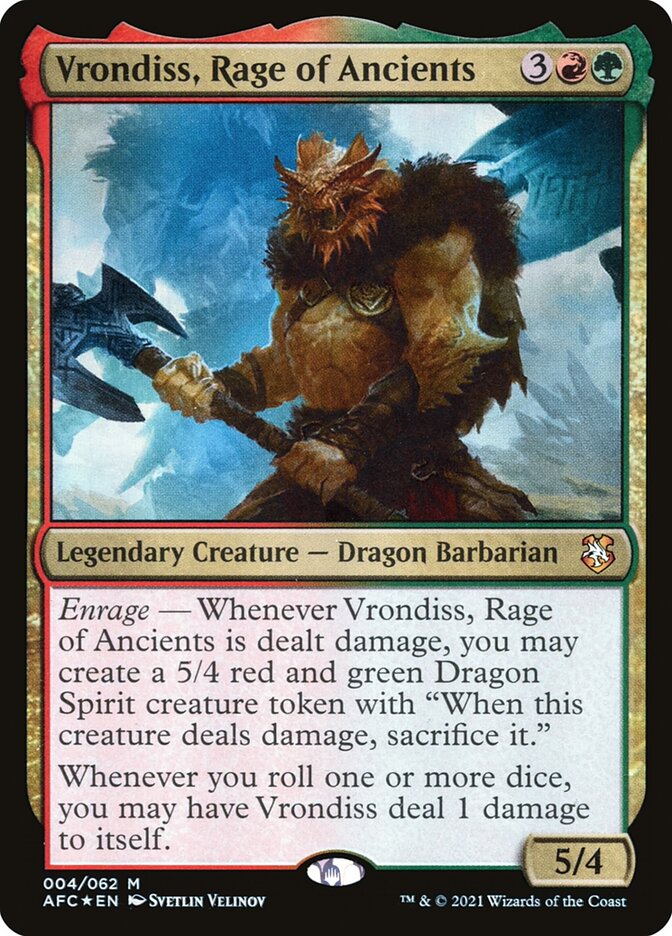 Vrondiss, Rage of Ancients 3
Legendary Creature — Dragon Barbarian
Enrage — Whenever Vrondiss, Rage
of Ancients is dealt damage, you may
create a 5/4 red and green Dragon
Spirit creature token with “When this
creature deals damage, sacrifice it.”
Whenever you roll one or more dice,
you may have Vrondiss deal 1 damage
to itself.
5/4
004/062 M
AFC★EN Svetlin Velinov ™ & © 2021 Wizards of the Coast